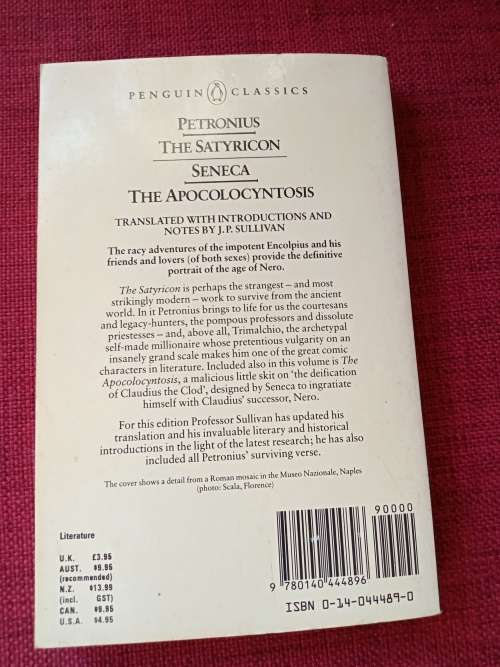 PENGUIN CLASSICS
PETRONIUS
THE SATYRICON
SENECA
THE APOCOLOCYNTOSIS
TRANSLATED WITH INTRODUCTIONS AND
NOTES BY J. P. SULLIVAN
The racy adventures of the impotent Encolpius and his
friends and lovers (of both sexes) provide the definitive
portrait of the age of Nero.
The Satyricon is perhaps the strangest – and most
strikingly modern – work to survive from the ancient
world. In it Petronius brings to life for us the courtesans
and legacy-hunters, the pompous professors and dissolute
priestesses – and, above all, Trimalchio, the archetypal
self-made millionaire whose pretentious vulgarity on an
insanely grand scale makes him one of the great comic
characters in literature. Included also in this volume is The
Apocolocyntosis, a malicious little skit on 'the deification
of Claudius the Clod', designed by Seneca to ingratiate
himself with Claudius' successor, Nero.
For this edition Professor Sullivan has updated his
translation and his invaluable literary and historical
introductions in the light of the latest research; he has also
included all Petronius' surviving verse.
The cover shows a detail from a Roman mosaic in the Museo Nazionale, Naples
(photo: Scala, Florence)
Literature
U.K. £3.95
AUST. $9.95
(recommended)
N.Z. $13.99
(incl. GST)
CAN. $9.95
U.S.A. $4.95
90000
9 780140 444896
ISBN 0-14-044489-0